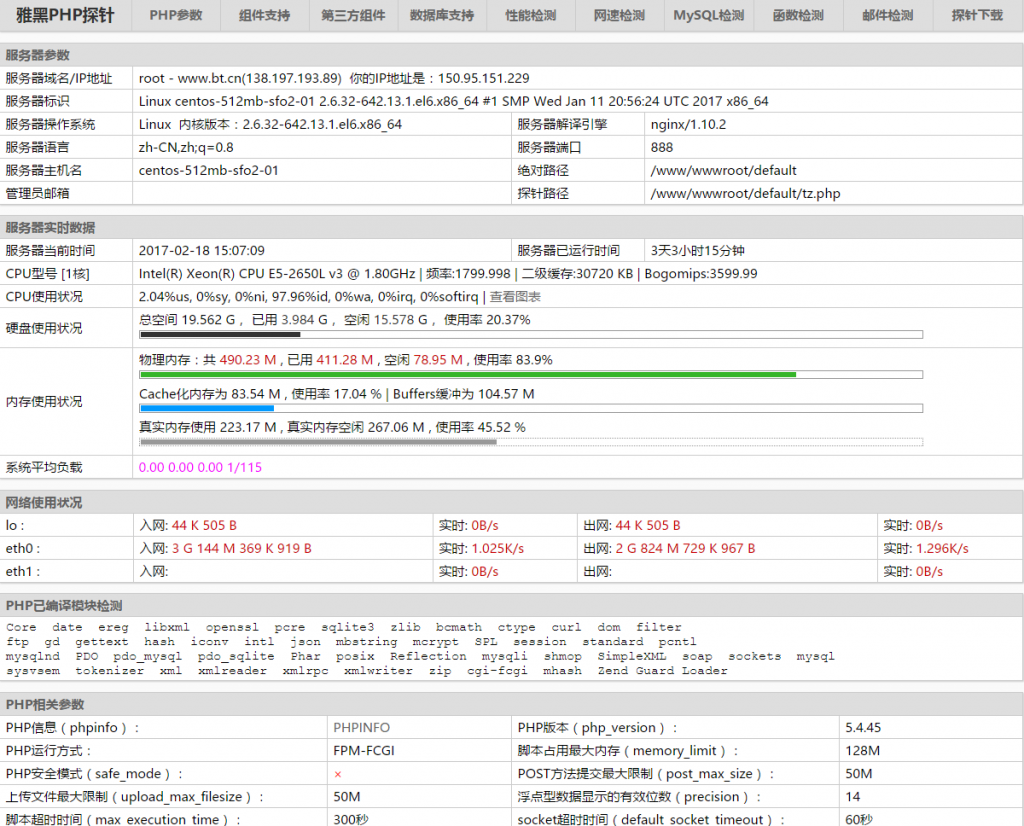 雅黑PHP探针 PHP参数 组件支持 第三方组件 数据库支持 性能检测 网速检测 MySQL检测 函数检测 邮件检测 探针下载
服务器参数
服务器域名/IP地址 root - www.bt.cn(138.197.193.89) 你的IP地址是：150.95.151.229
服务器标识 Linux centos-512mb-sfo2-01 2.6.32-642.13.1.el6.x86_64 #1 SMP Wed Jan 11 20:56:24 UTC 2017 x86_64
服务器操作系统 Linux 内核版本：2.6.32-642.13.1.el6.x86_64 服务器解译引擎 nginx/1.10.2
服务器语言 zh-CN,zh;q=0.8 服务器端口 888
服务器主机名 centos-512mb-sfo2-01 绝对路径 /www/wwwroot/default
管理员邮箱 探针路径 /www/wwwroot/default/tz.php
服务器实时数据
服务器当前时间 2017-02-18 15:07:09 服务器已运行时间 3天3小时15分钟
CPU型号 [1核] Intel(R) Xeon(R) CPU E5-2650L v3 @ 1.80GHz | 频率:1799.998 | 二级缓存:30720 KB | Bogomips:3599.99
CPU使用状况 2.04%us, 0%sy, 0%ni, 97.96%id, 0%wa, 0%irq, 0%softirq | 查看图表
硬盘使用状况 总空间 19.562 G， 已用 3.984 G， 空闲 15.578 G， 使用率 20.37%
内存使用状况 物理内存：共 490.23 M , 已用 411.28 M , 空闲 78.95 M , 使用率 83.9%
Cache化内存为 83.54 M , 使用率 17.04 % | Buffers缓冲为 104.57 M
真实内存使用 223.17 M , 真实内存空闲 267.06 M , 使用率 45.52 %
系统平均负载 0.00 0.00 0.00 1/115
网络使用状况
lo : 入网: 44 K 505 B 实时: 0B/s 出网: 44 K 505 B 实时: 0B/s
eth0 : 入网: 3 G 144 M 369 K 919 B 实时: 1.025K/s 出网: 2 G 824 M 729 K 967 B 实时: 1.296K/s
eth1 : 入网: 实时: 0B/s 出网: 实时: 0B/s
PHP已编译模块检测
Core date ereg libxml openssl pcre sqlite3 zlib bcmath ctype curl dom filter
ftp gd gettext hash iconv intl json mbstring mcrypt SPL session standard pcntl
mysqlnd PDO pdo_mysql pdo_sqlite Phar posix Reflection mysqli shmop SimpleXML soap sockets mysql
sysvsem tokenizer xml xmlreader xmlrpc xmlwriter zip cgi-fcgi mhash Zend Guard Loader
PHP相关参数
PHP信息（phpinfo）： PHPINFO PHP版本（php_version）： 5.4.45
PHP运行方式： FPM-FCGI 脚本占用最大内存（memory_limit）： 128M
PHP安全模式（safe_mode）： × POST方法提交最大限制（post_max_size）： 50M
上传文件最大限制（upload_max_filesize）： 50M 浮点型数据显示的有效位数（precision）： 14
脚本超时时间（max_execution_time）： 300秒 socket超时时间（default_socket_timeout）： 60秒